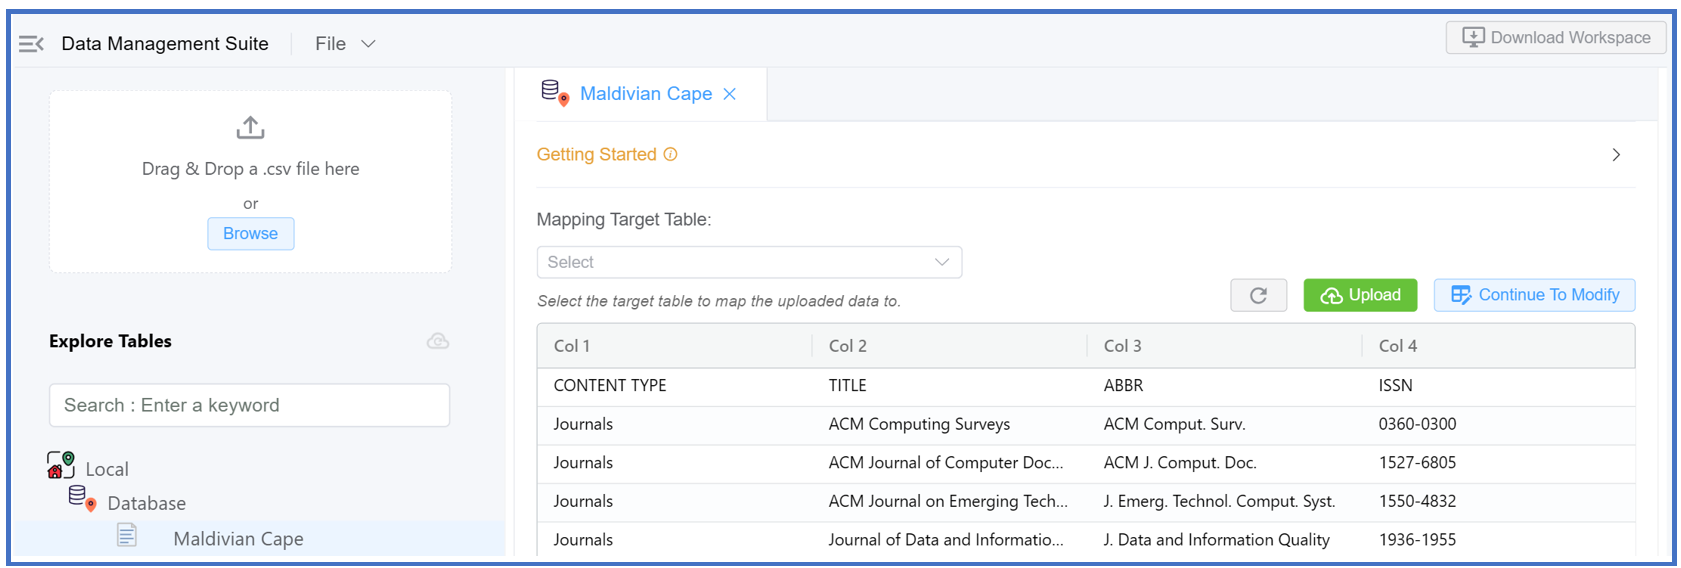 Data Management Suite File
Download Workspace
Drag & Drop a .csv file here
or
Browse
Explore Tables
Search : Enter a keyword
Local
Database
Maldivian Cape
Maldivian Cape
Getting Started
Mapping Target Table:
Select
Select the target table to map the uploaded data to.
Upload Continue To Modify
Col 1 Col 2 Col 3 Col 4
CONTENT TYPE TITLE ABBR ISSN
Journals ACM Computing Surveys ACM Comput. Surv. 0360-0300
Journals ACM Journal of Computer Doc... ACM J. Comput. Doc. 1527-6805
Journals ACM Journal on Emerging Tech... J. Emerg. Technol. Comput. Syst. 1550-4832
Journals Journal of Data and Informatio... J. Data and Information Quality 1936-1955